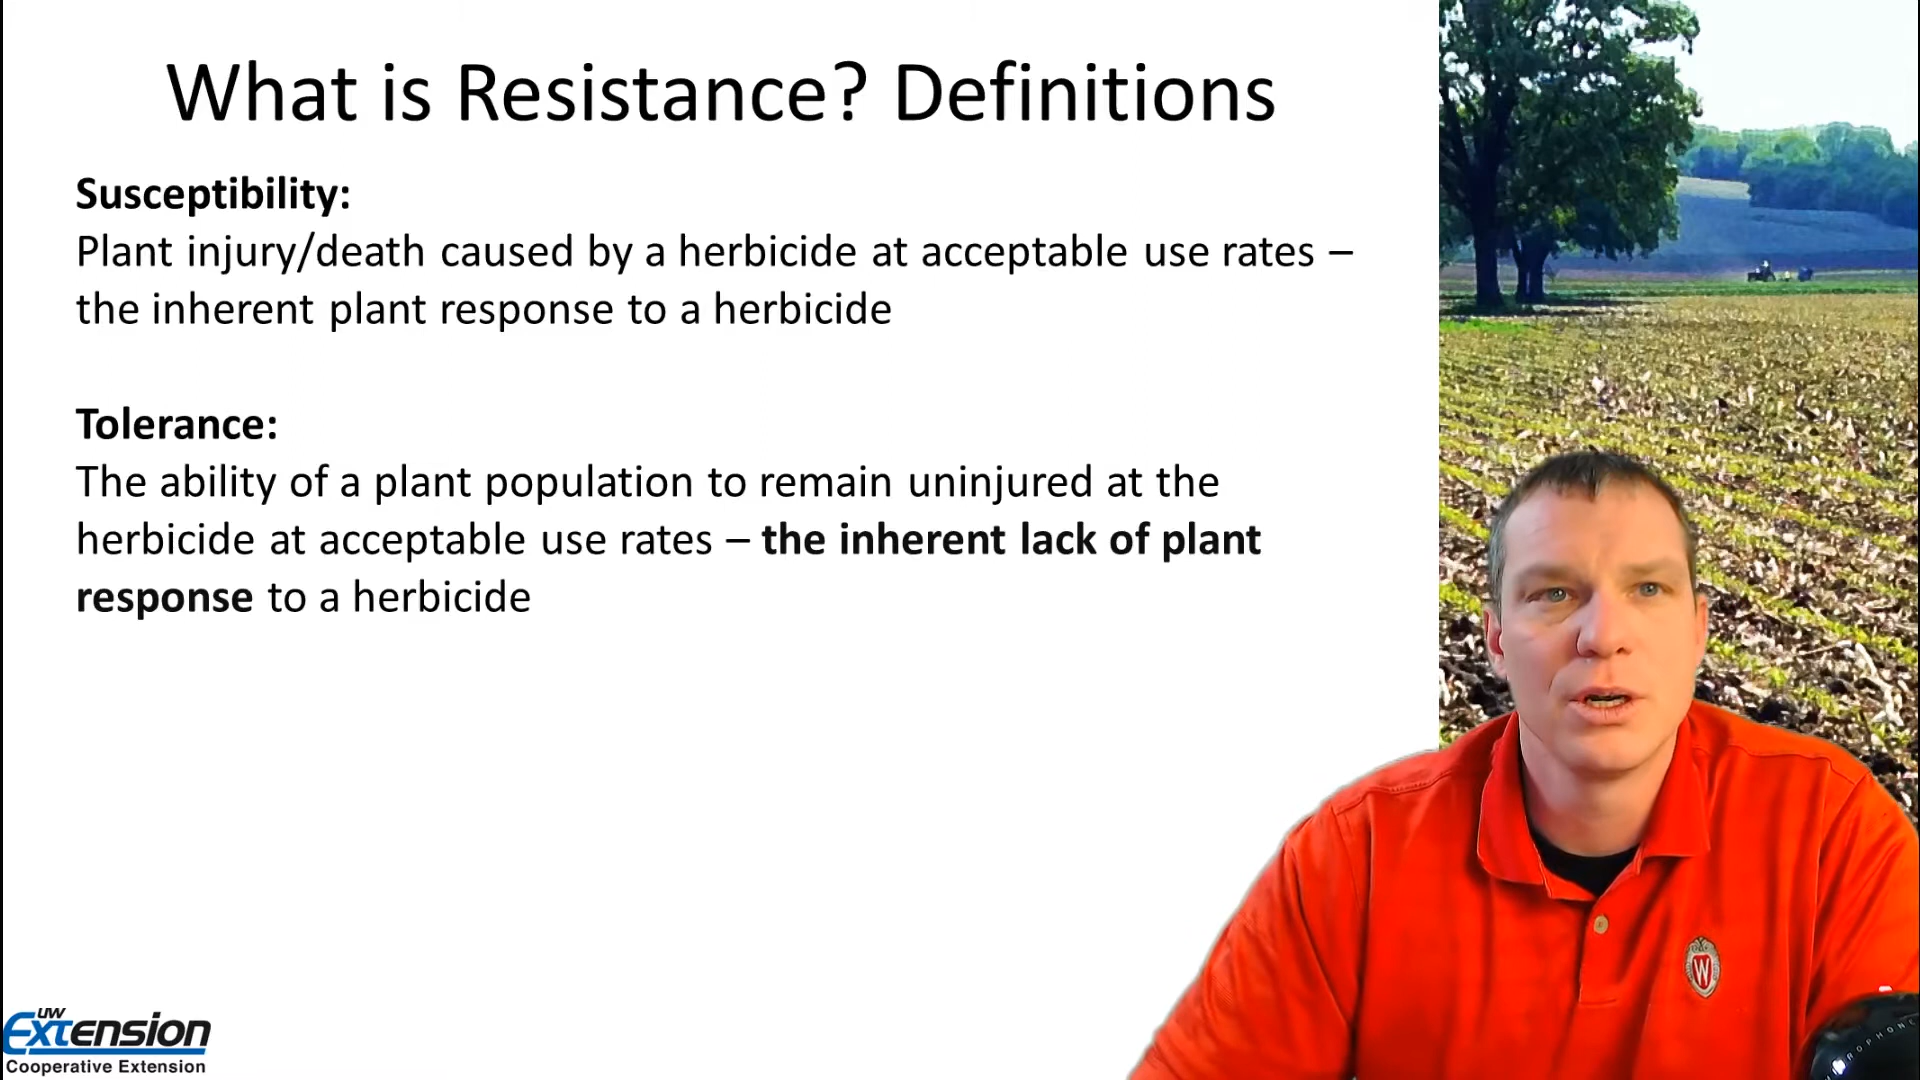 What is Resistance? Definitions
Susceptibility:
Plant injury/death caused by a herbicide at acceptable use rates –
the inherent plant response to a herbicide
Tolerance:
The ability of a plant population to remain uninjured at the
herbicide at acceptable use rates – the inherent lack of plant
response to a herbicide
W
UW
Extension
Cooperative Extension